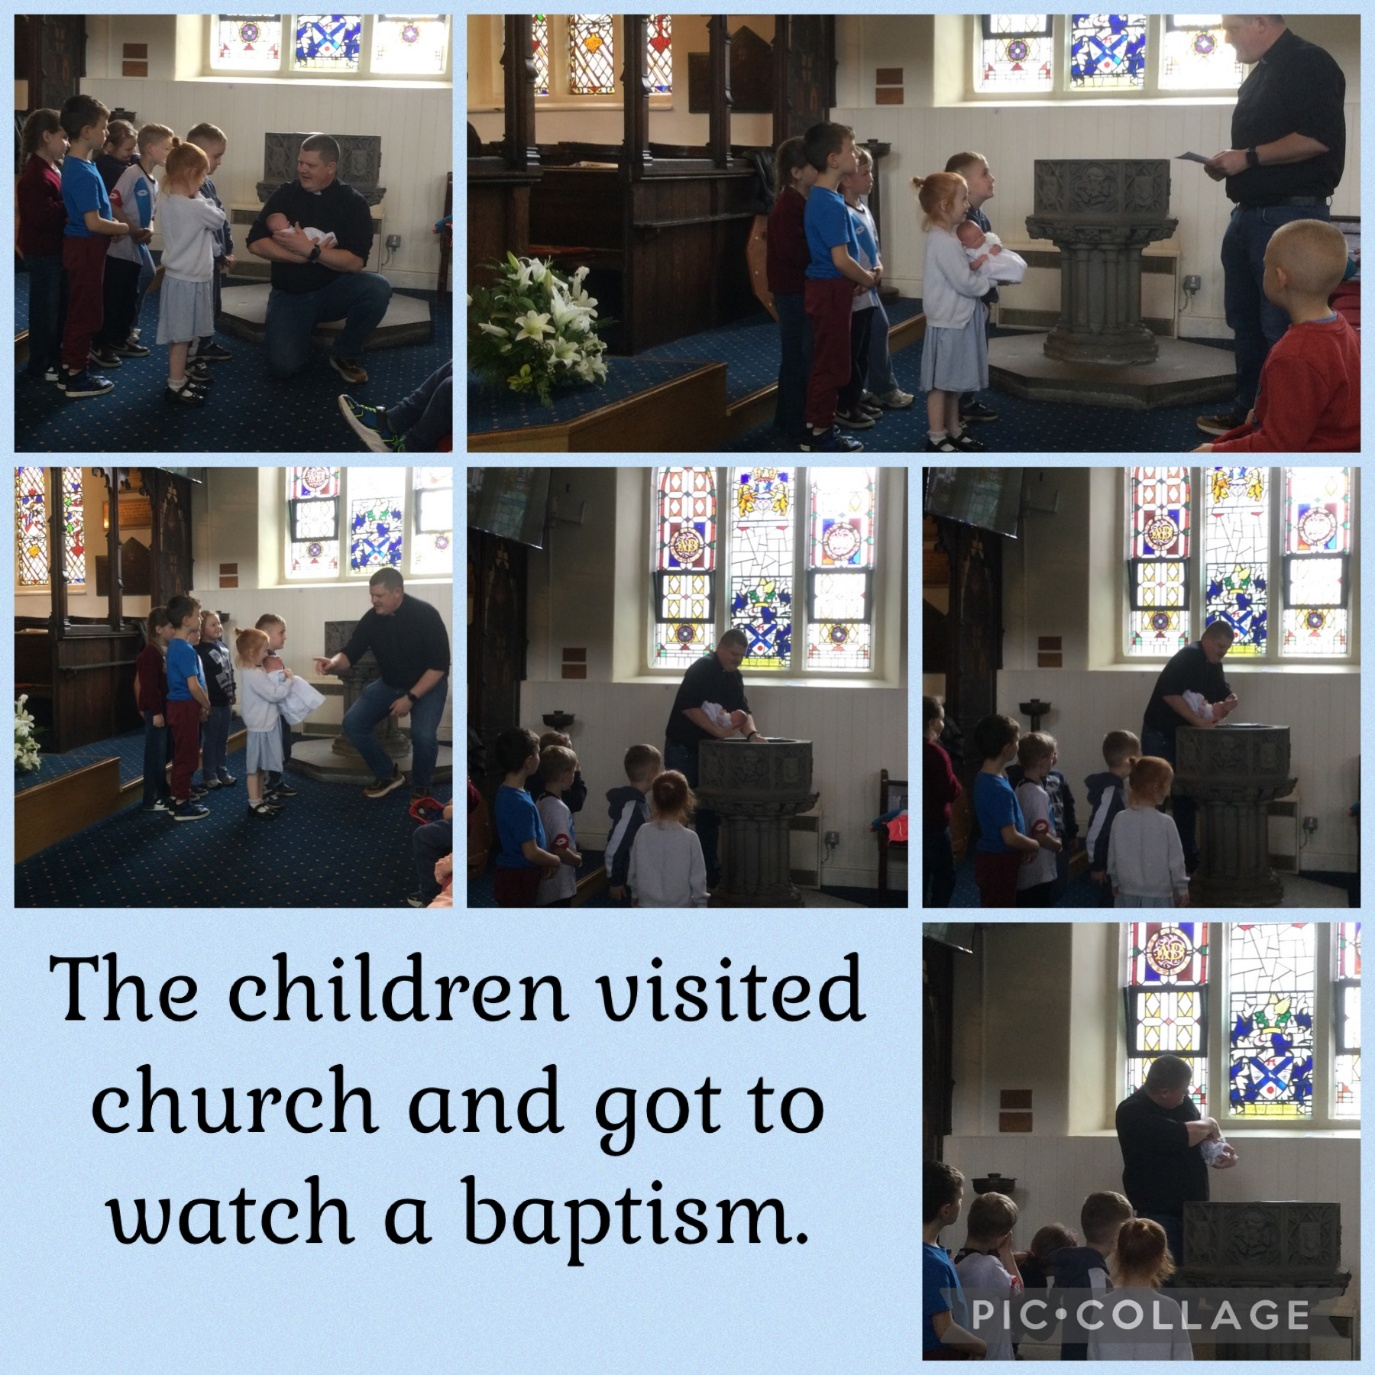 The children visited
church and got to
watch a baptism.
PIC•COLLAGE